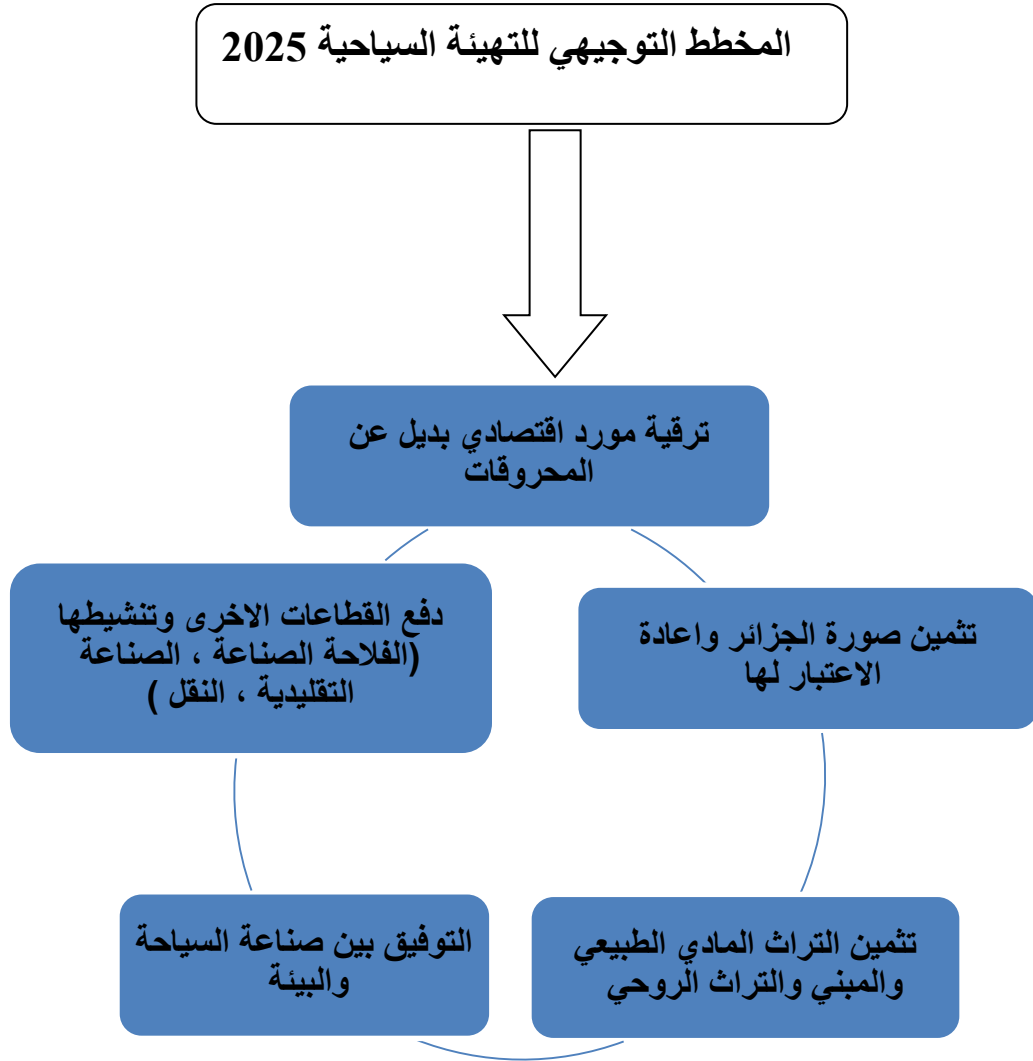 المخطط التوجيهي للتهيئة السياحية 2025
ترقية مورد اقتصادي بديل عن
المحروقات
تثمين صورة الجزائر واعادة
الاعتبار لها
دفع القطاعات الاخرى وتنشيطها
(الفلاحة الصناعة ، الصناعة
التقليدية ، النقل )
تثمين التراث المادي الطبيعي
والمبني والتراث الروحي
التوفيق بين صناعة السياحة
والبيئة